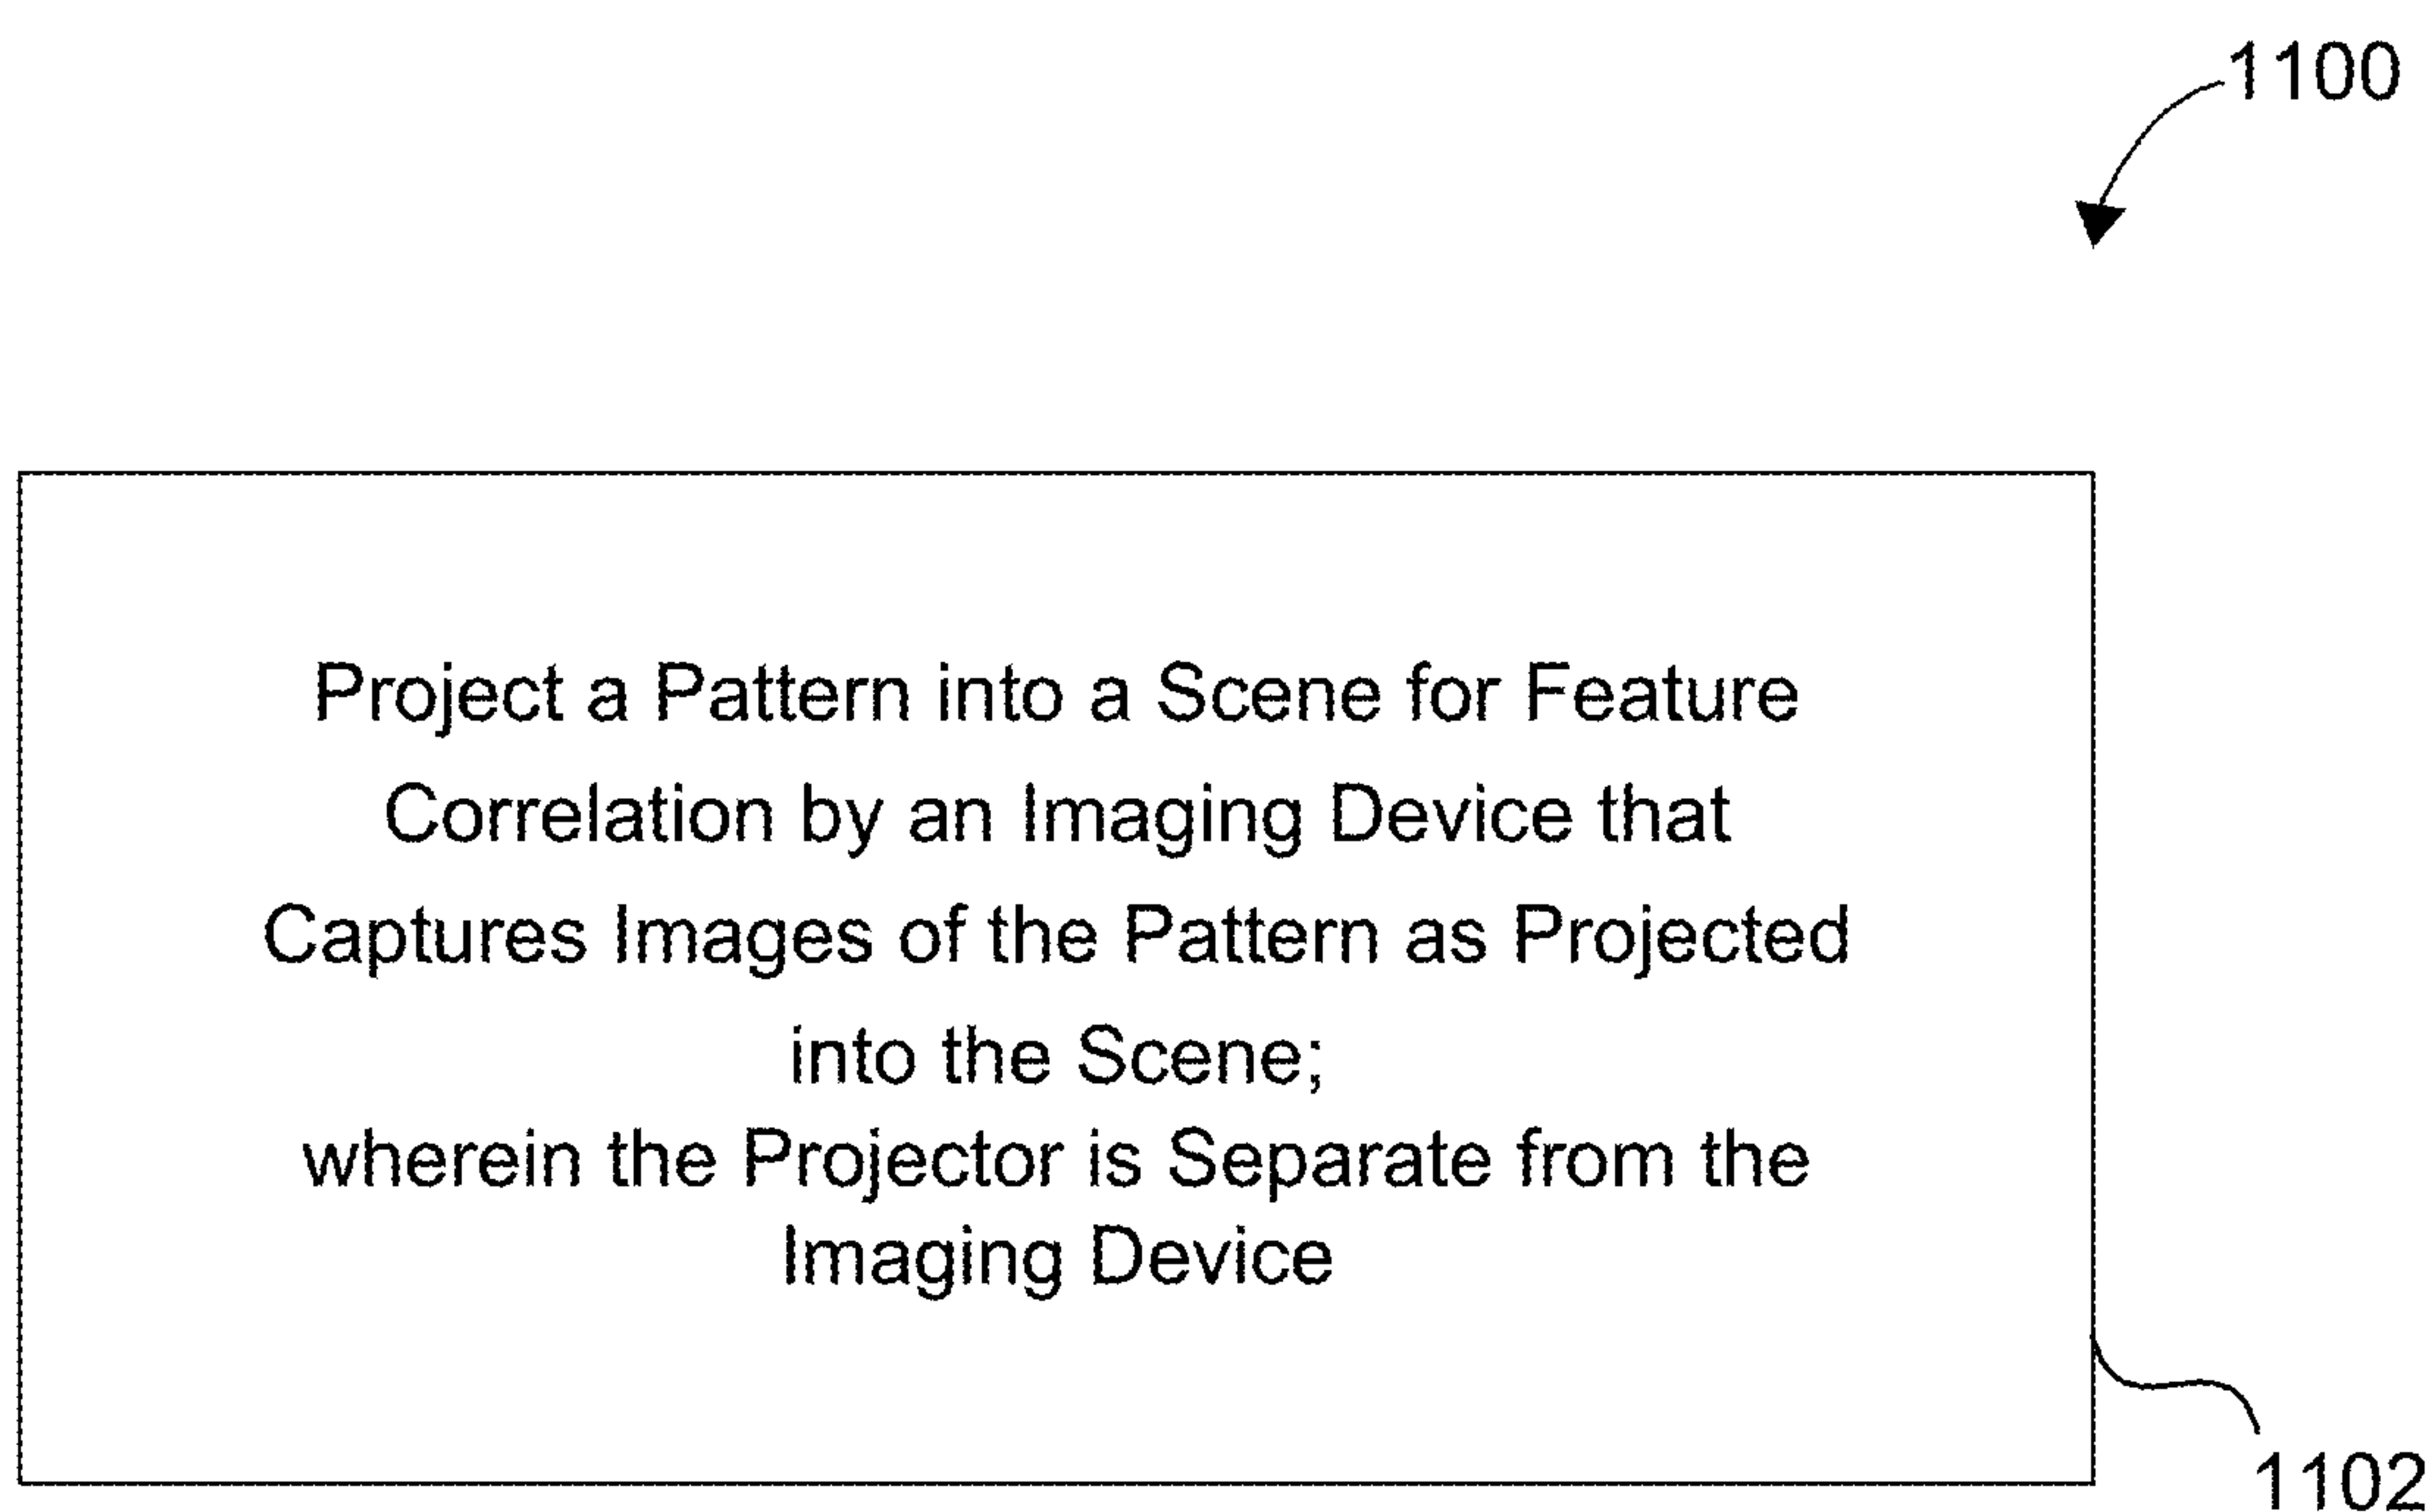 1100
Project a Pattern into a Scene for Feature
Correlation by an Imaging Device that
Captures Images of the Pattern as Projected
into the Scene;
wherein the Projector is Separate from the
Imaging Device
1102